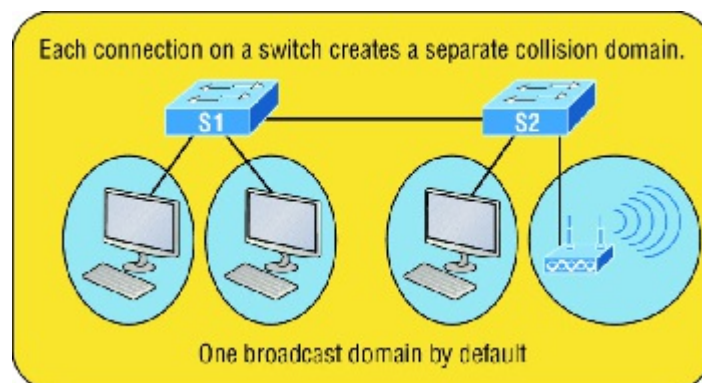 Each connection on a switch creates a separate collision domain.
S1
S2
One broadcast domain by default